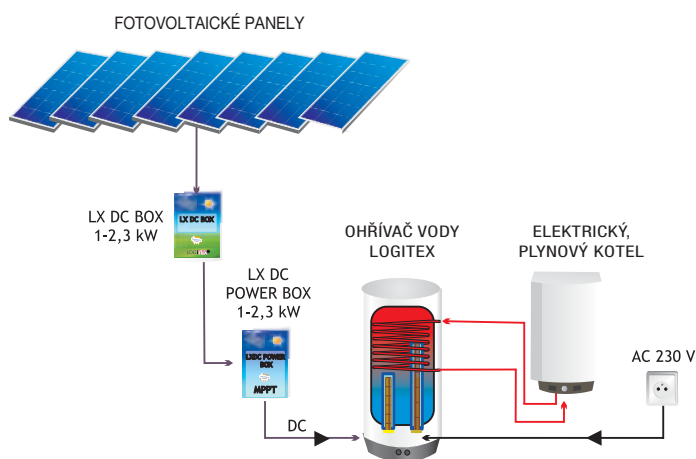 FOTOVOLTAICKÉ PANELY
LX DC BOX
1-2,3 kW
LX DC BOX
LX DC
POWER BOX
1-2,3 kW
LXDC POWER
BOX
MPPT
DC
OHŘÍVAČ VODY
LOGITEX
ELEKTRICKÝ,
PLYNOVÝ KOTEL
AC 230 V